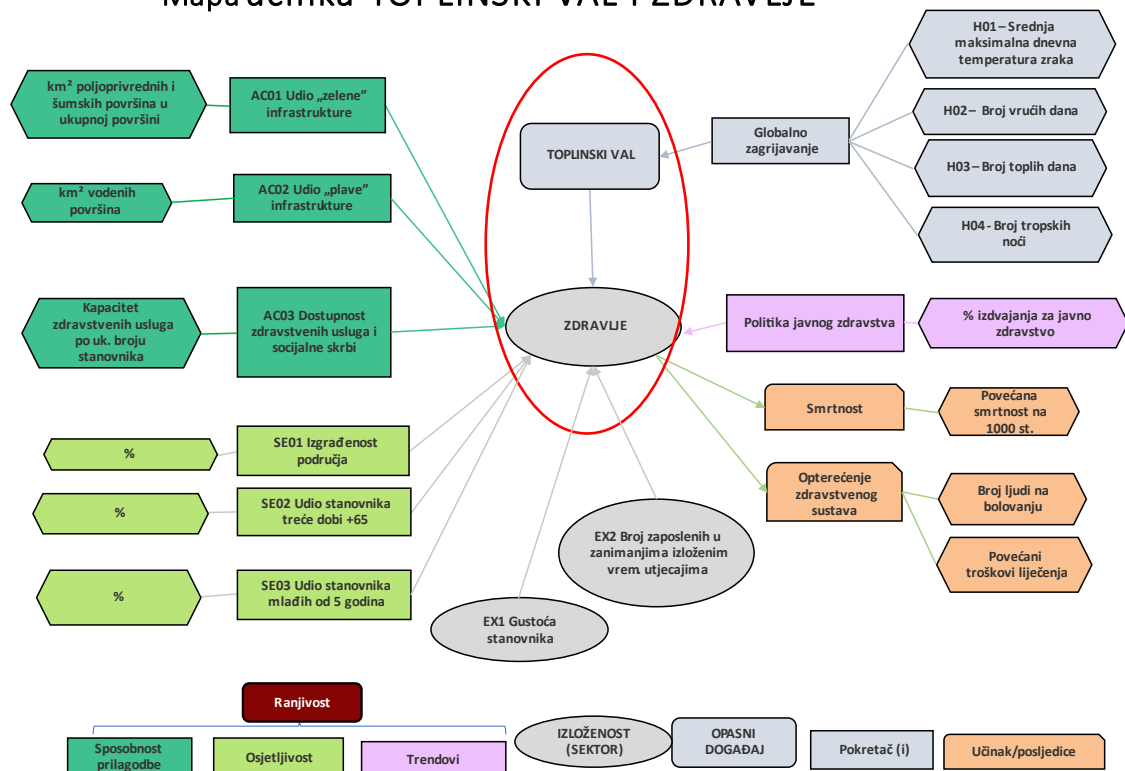 Mapa učinka TOPLINSKI VAL I ZDRAVLJE
km² poljoprivrednih i
šumskih površina u
ukupnoj površini
AC01 Udio „zelene”
infrastrukture
km² vodenih
površina
AC02 Udio „plave”
infrastrukture
Kapacitet
zdravstvenih usluga
po uk. broju
stanovnika
AC03 Dostupnost
zdravstvenih usluga i
socijalne skrbi
%
SE01 Izgrađenost
područja
%
SE02 Udio stanovnika
treće dobi +65
%
SE03 Udio stanovnika
mlađih od 5 godina
TOPLINSKI VAL
ZDRAVLJE
EX2 Broj zaposlenih u
zanimanjima izloženim
vrem. utjecajima
EX1 Gustoća
stanovnika
Globalno
zagrijavanje
H01 – Srednja
maksimalna dnevna
temperatura zraka
H02 – Broj vrućih dana
H03 – Broj toplih dana
H04 - Broj tropskih
noći
Politika javnog zdravstva
% izdvajanja za javno
zdravstvo
Smrtnost
Povećana
smrtnost na
1000 st.
Opterećenje
zdravstvenog
sustava
Broj ljudi na
bolovanju
Povećani
troškovi liječenja
Ranjivost
Sposobnost
prilagodbe
Osjetljivost
Trendovi
IZLOŽENOST
(SEKTOR)
OPASNI
DOGAĐAJ
Pokretač (i)
Učinak/posljedice